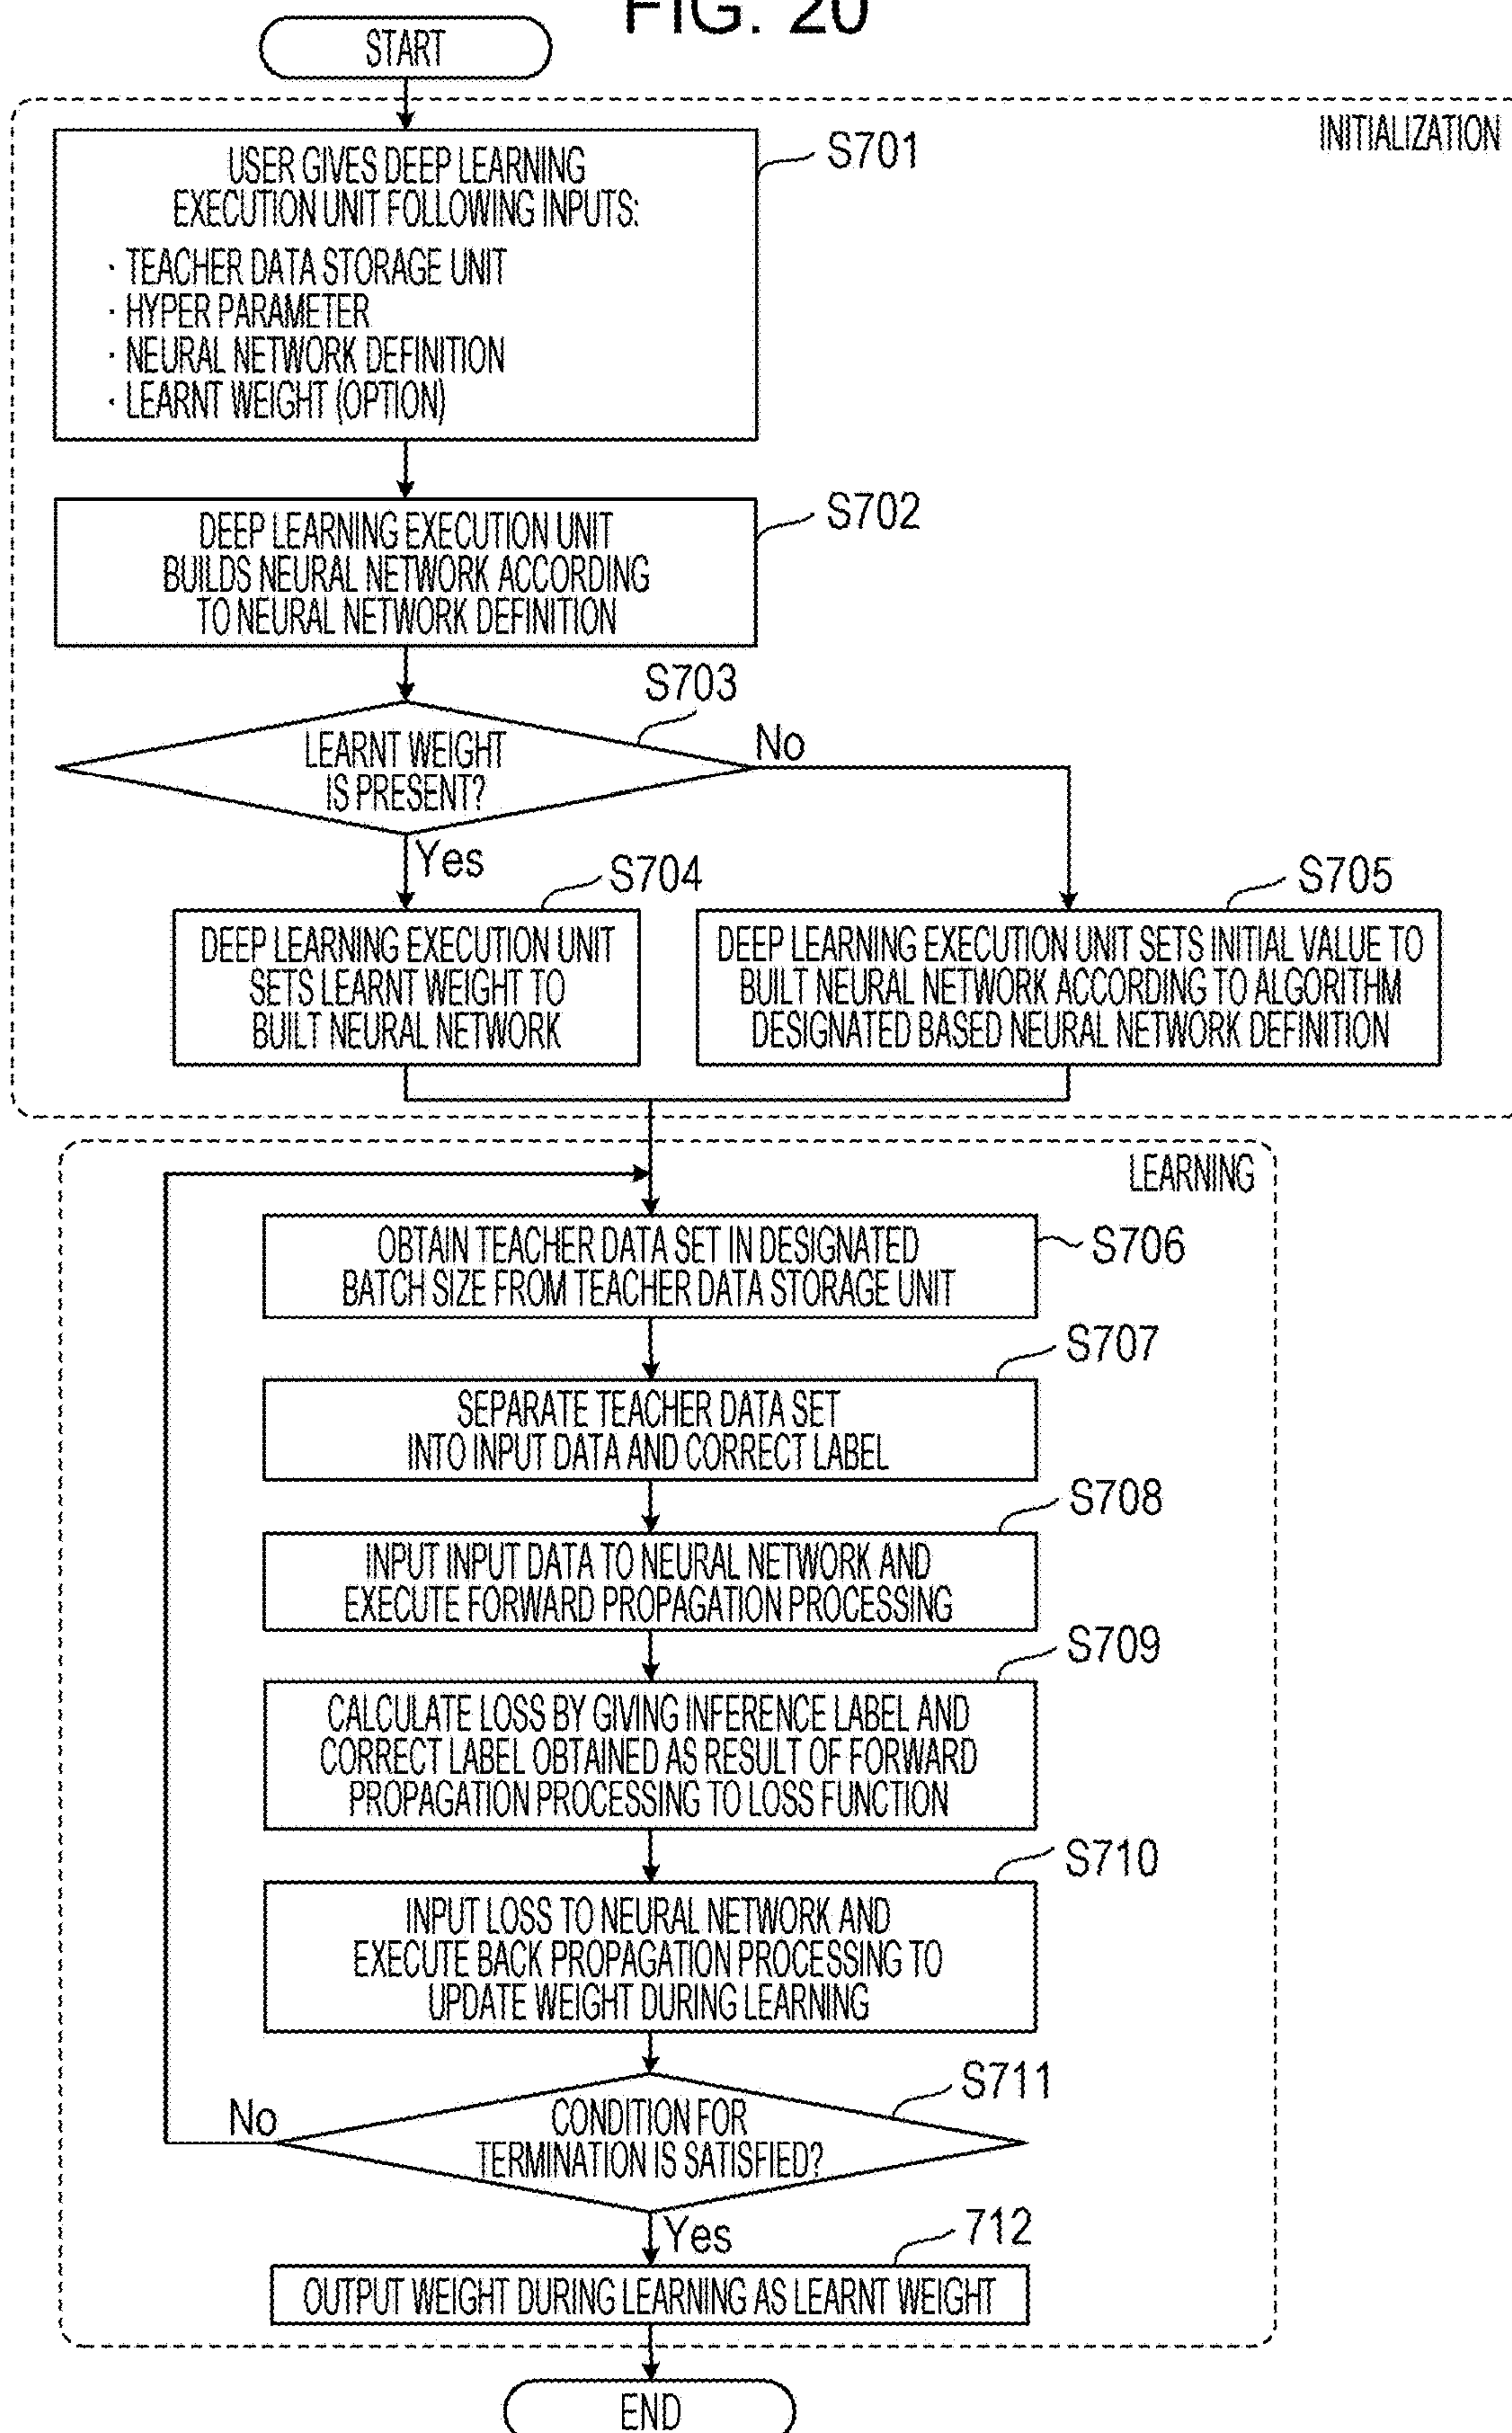 FIG. 20
START
INITIALIZATION
S701
USER GIVES DEEP LEARNING
EXECUTION UNIT FOLLOWING INPUTS:
· TEACHER DATA STORAGE UNIT
· HYPER PARAMETER
· NEURAL NETWORK DEFINITION
· LEARNT WEIGHT (OPTION)
S702
DEEP LEARNING EXECUTION UNIT
BUILDS NEURAL NETWORK ACCORDING
TO NEURAL NETWORK DEFINITION
S703
LEARNT WEIGHT
IS PRESENT?
No
Yes
S704
DEEP LEARNING EXECUTION UNIT
SETS LEARNT WEIGHT TO
BUILT NEURAL NETWORK
S705
DEEP LEARNING EXECUTION UNIT SETS INITIAL VALUE TO
BUILT NEURAL NETWORK ACCORDING TO ALGORITHM
DESIGNATED BASED NEURAL NETWORK DEFINITION
LEARNING
S706
OBTAIN TEACHER DATA SET IN DESIGNATED
BATCH SIZE FROM TEACHER DATA STORAGE UNIT
S707
SEPARATE TEACHER DATA SET
INTO INPUT DATA AND CORRECT LABEL
S708
INPUT INPUT DATA TO NEURAL NETWORK AND
EXECUTE FORWARD PROPAGATION PROCESSING
S709
CALCULATE LOSS BY GIVING INFERENCE LABEL AND
CORRECT LABEL OBTAINED AS RESULT OF FORWARD
PROPAGATION PROCESSING TO LOSS FUNCTION
S710
INPUT LOSS TO NEURAL NETWORK AND
EXECUTE BACK PROPAGATION PROCESSING TO
UPDATE WEIGHT DURING LEARNING
S711
CONDITION FOR
TERMINATION IS SATISFIED?
No
Yes
712
OUTPUT WEIGHT DURING LEARNING AS LEARNT WEIGHT
END